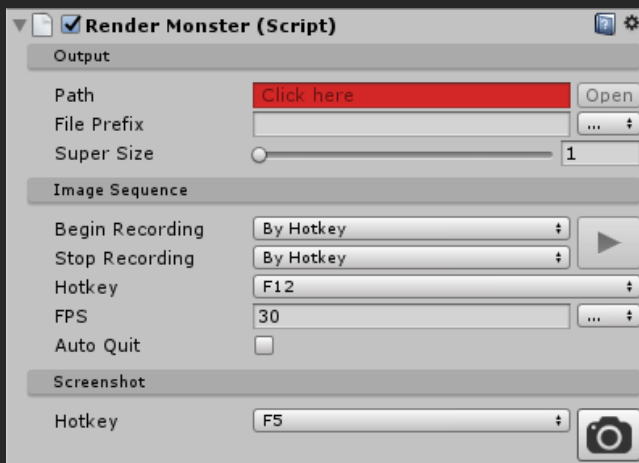 Render Monster (Script)
Output
Path Click here Open
File Prefix ...
Super Size 1
Image Sequence
Begin Recording By Hotkey
Stop Recording By Hotkey
Hotkey F12
FPS 30 ...
Auto Quit
Screenshot
Hotkey F5